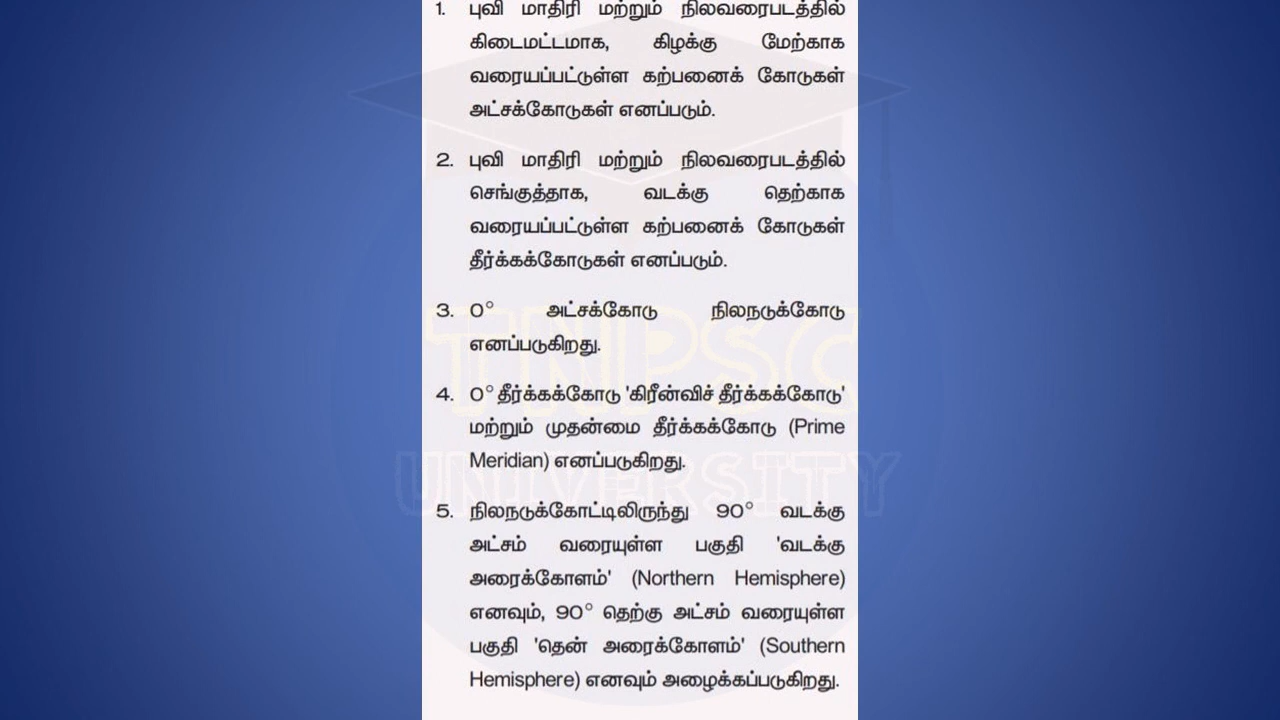 1. புவி மாதிரி மற்றும் நிலவரைபடத்தில்
கிடைமட்டமாக, கிழக்கு மேற்காக
வரையப்பட்டுள்ள கற்பனைக் கோடுகள்
அட்சக்கோடுகள் எனப்படும்.
2. புவி மாதிரி மற்றும் நிலவரைபடத்தில்
செங்குத்தாக, வடக்கு தெற்காக
வரையப்பட்டுள்ள கற்பனைக் கோடுகள்
தீர்க்கக்கோடுகள் எனப்படும்.
3. 0° அட்சக்கோடு நிலநடுக்கோடு
எனப்படுகிறது.
4. 0° தீர்க்கக்கோடு 'கிரீன்விச் தீர்க்கக்கோடு'
மற்றும் முதன்மை தீர்க்கக்கோடு (Prime
Meridian) எனப்படுகிறது.
5. நிலநடுக்கோட்டிலிருந்து 90° வடக்கு
அட்சம் வரையுள்ள பகுதி 'வடக்கு
அரைக்கோளம்' (Northern Hemisphere)
எனவும், 90° தெற்கு அட்சம் வரையுள்ள
பகுதி 'தென் அரைக்கோளம்' (Southern
Hemisphere) எனவும் அழைக்கப்படுகிறது.
TNPSC
UNIVERSITY